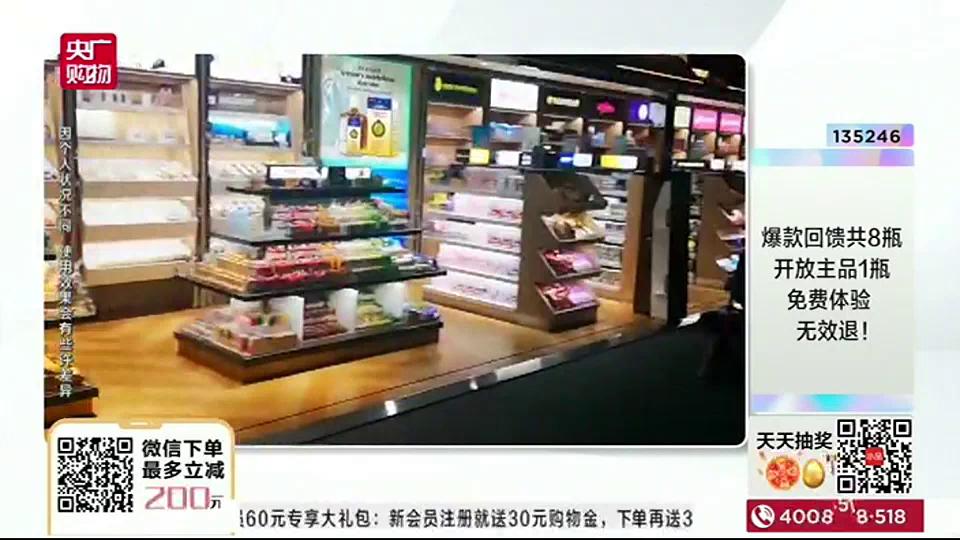 央广
购物
因个人状况不同 使用效果会有些许差异
135246
爆款回馈共8瓶
开放主品1瓶
免费体验
无效退！
微信下单
最多立减
200元
天天抽奖
60元专享大礼包：新会员注册就送30元购物金，下单再送3
8·518